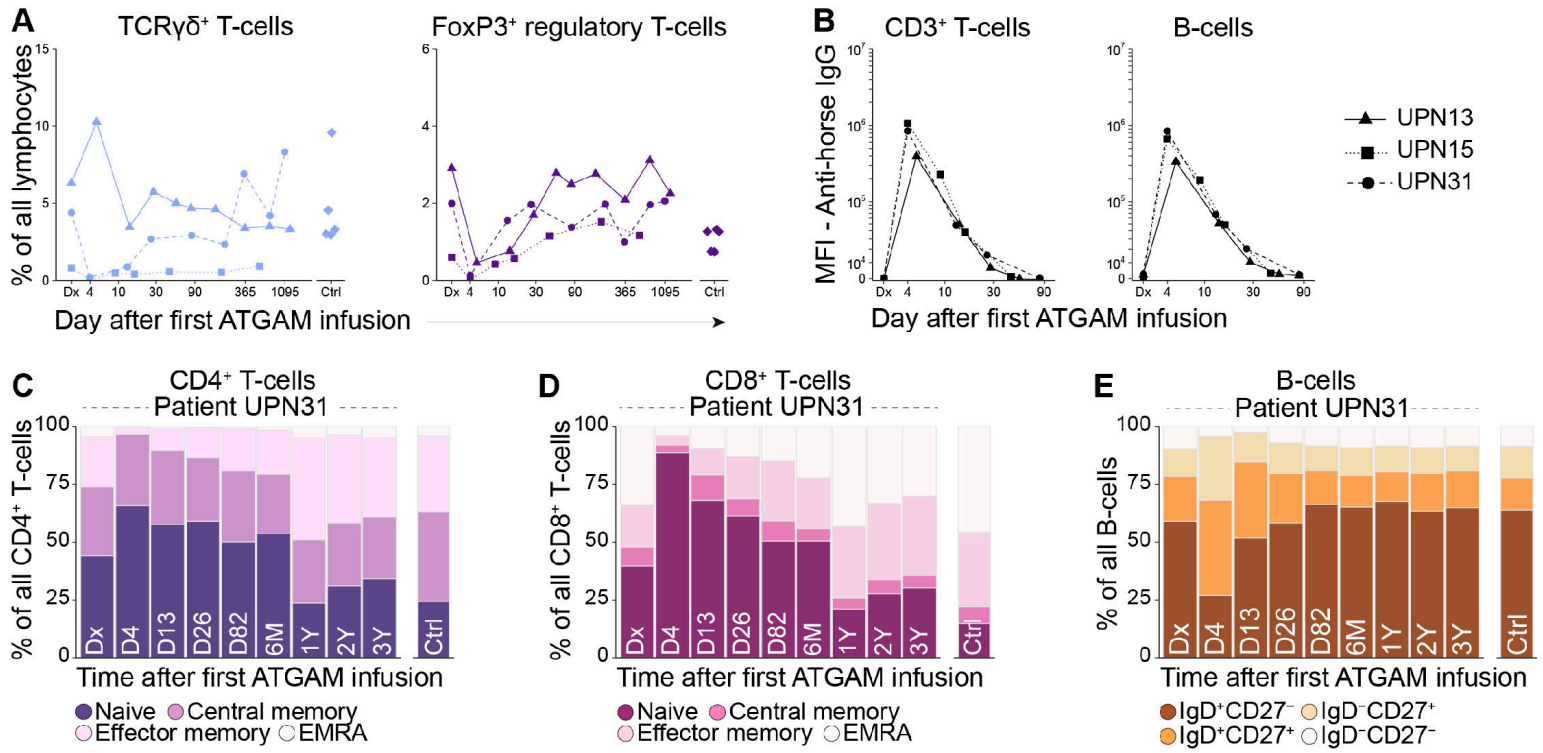 A
TCRγδ⁺ T-cells
FoxP3⁺ regulatory T-cells
% of all lymphocytes
15
10
5
0
Dx 4 10 30 90 365 1095 Ctrl
6
4
2
0
Dx 4 10 30 90 365 1095 Ctrl
Day after first ATGAM infusion
B
CD3⁺ T-cells
B-cells
MFI - Anti-horse IgG
10⁷
10⁶
10⁵
10⁴
Dx 4 10 30 90
10⁷
10⁶
10⁵
10⁴
Dx 4 10 30 90
Day after first ATGAM infusion
UPN13
UPN15
UPN31
C
CD4⁺ T-cells
Patient UPN31
% of all CD4⁺ T-cells
100
75
50
25
0
Dx D4 D13 D26 D82 6M 1Y 2Y 3Y Ctrl
Time after first ATGAM infusion
Naive Central memory
Effector memory EMRA
D
CD8⁺ T-cells
Patient UPN31
% of all CD8⁺ T-cells
100
75
50
25
0
Dx D4 D13 D26 D82 6M 1Y 2Y 3Y Ctrl
Time after first ATGAM infusion
Naive Central memory
Effector memory EMRA
E
B-cells
Patient UPN31
% of all B-cells
100
75
50
25
0
Dx D4 D13 D26 D82 6M 1Y 2Y 3Y Ctrl
Time after first ATGAM infusion
IgD⁺CD27⁻ IgD⁻CD27⁺
IgD⁺CD27⁺ IgD⁻CD27⁻